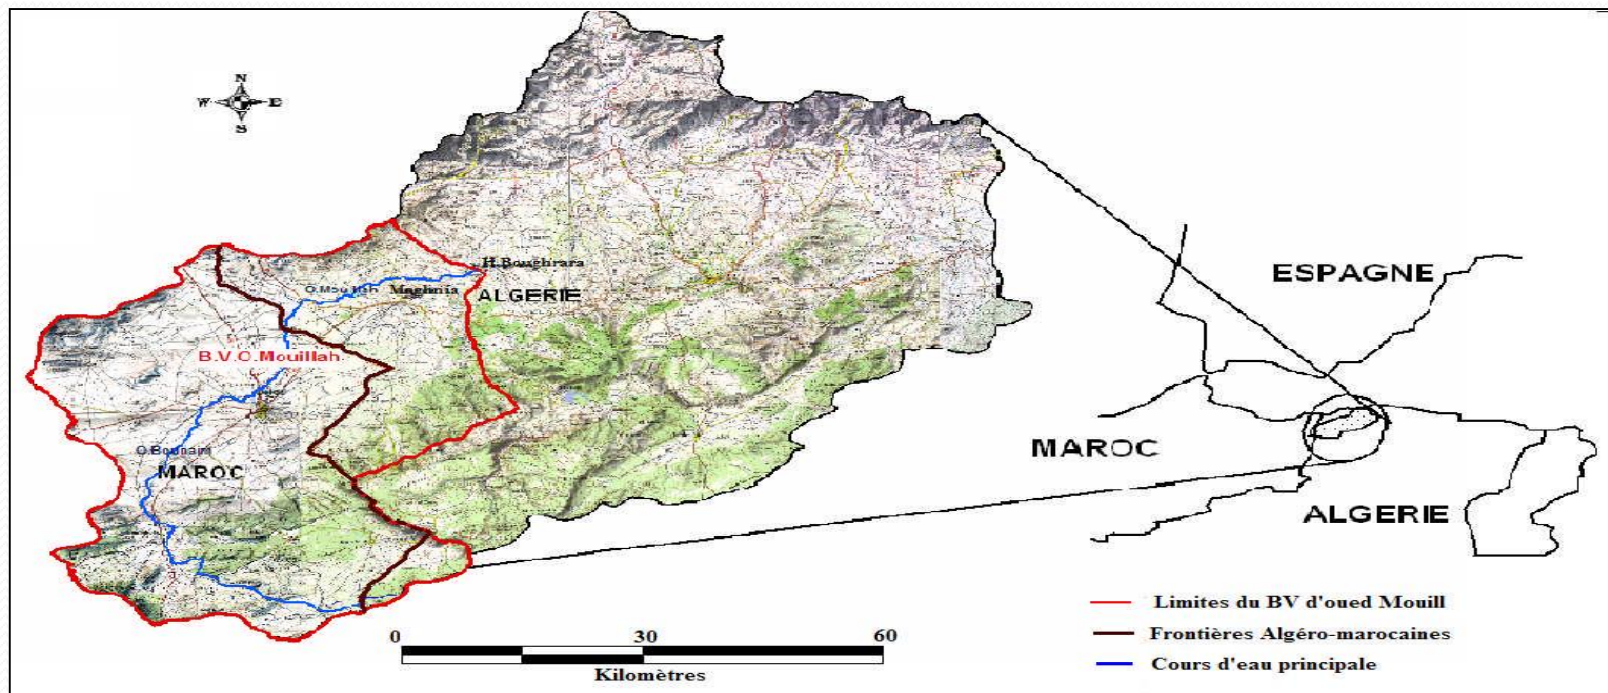 N
W E
S
H.Boughrara
O.Mouillah Maghnia
ALGERIE
B.V.O.Mouillah
O.Bounaim
MAROC
ESPAGNE
MAROC
ALGERIE
0 30 60
Kilomètres
Limites du BV d'oued Mouill
Frontières Algéro-marocaines
Cours d'eau principale